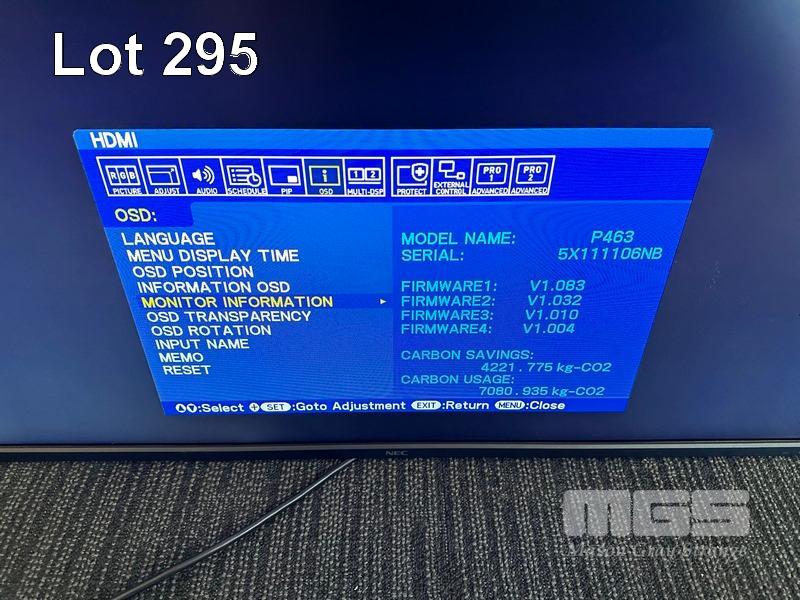 Lot 295
HDMI
RGB
1 2
PRO 1
PRO 2
PICTURE ADJUST AUDIO SCHEDULE PIP OSD MULTI-DSP PROTECT EXTERNAL CONTROL ADVANCED ADVANCED
OSD:
LANGUAGE
MENU DISPLAY TIME
OSD POSITION
INFORMATION OSD
MONITOR INFORMATION
OSD TRANSPARENCY
OSD ROTATION
INPUT NAME
MEMO
RESET
MODEL NAME: P463
SERIAL: 5X111106NB
FIRMWARE1: V1.083
FIRMWARE2: V1.032
FIRMWARE3: V1.010
FIRMWARE4: V1.004
CARBON SAVINGS:
4221.775 kg-CO2
CARBON USAGE:
7080.935 kg-CO2
:Select SET :Goto Adjustment EXIT :Return MENU :Close
NEC
MGS
Mason Gray Strange